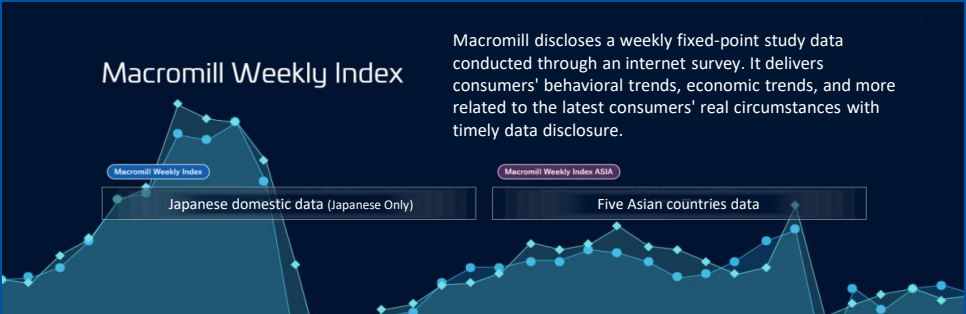 Macromill Weekly Index
Macromill discloses a weekly fixed-point study data
conducted through an internet survey. It delivers
consumers' behavioral trends, economic trends, and more
related to the latest consumers' real circumstances with
timely data disclosure.
Macromill Weekly Index
Japanese domestic data (Japanese Only)
Macromill Weekly Index ASIA
Five Asian countries data